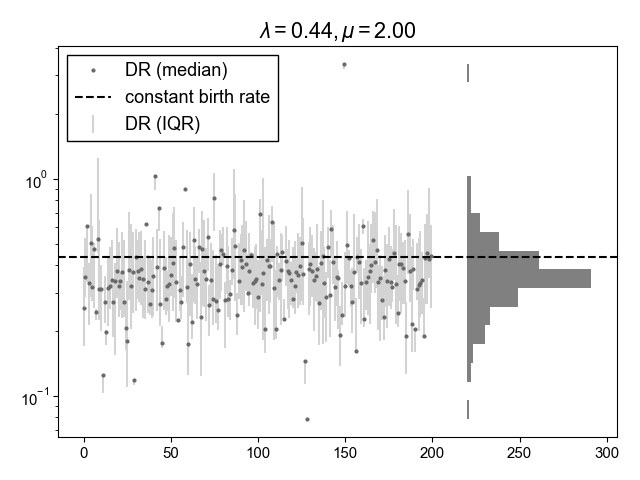 λ = 0.44, μ = 2.00
DR (median)
constant birth rate
DR (IQR)
10⁰
10⁻¹
0 50 100 150 200 250 300